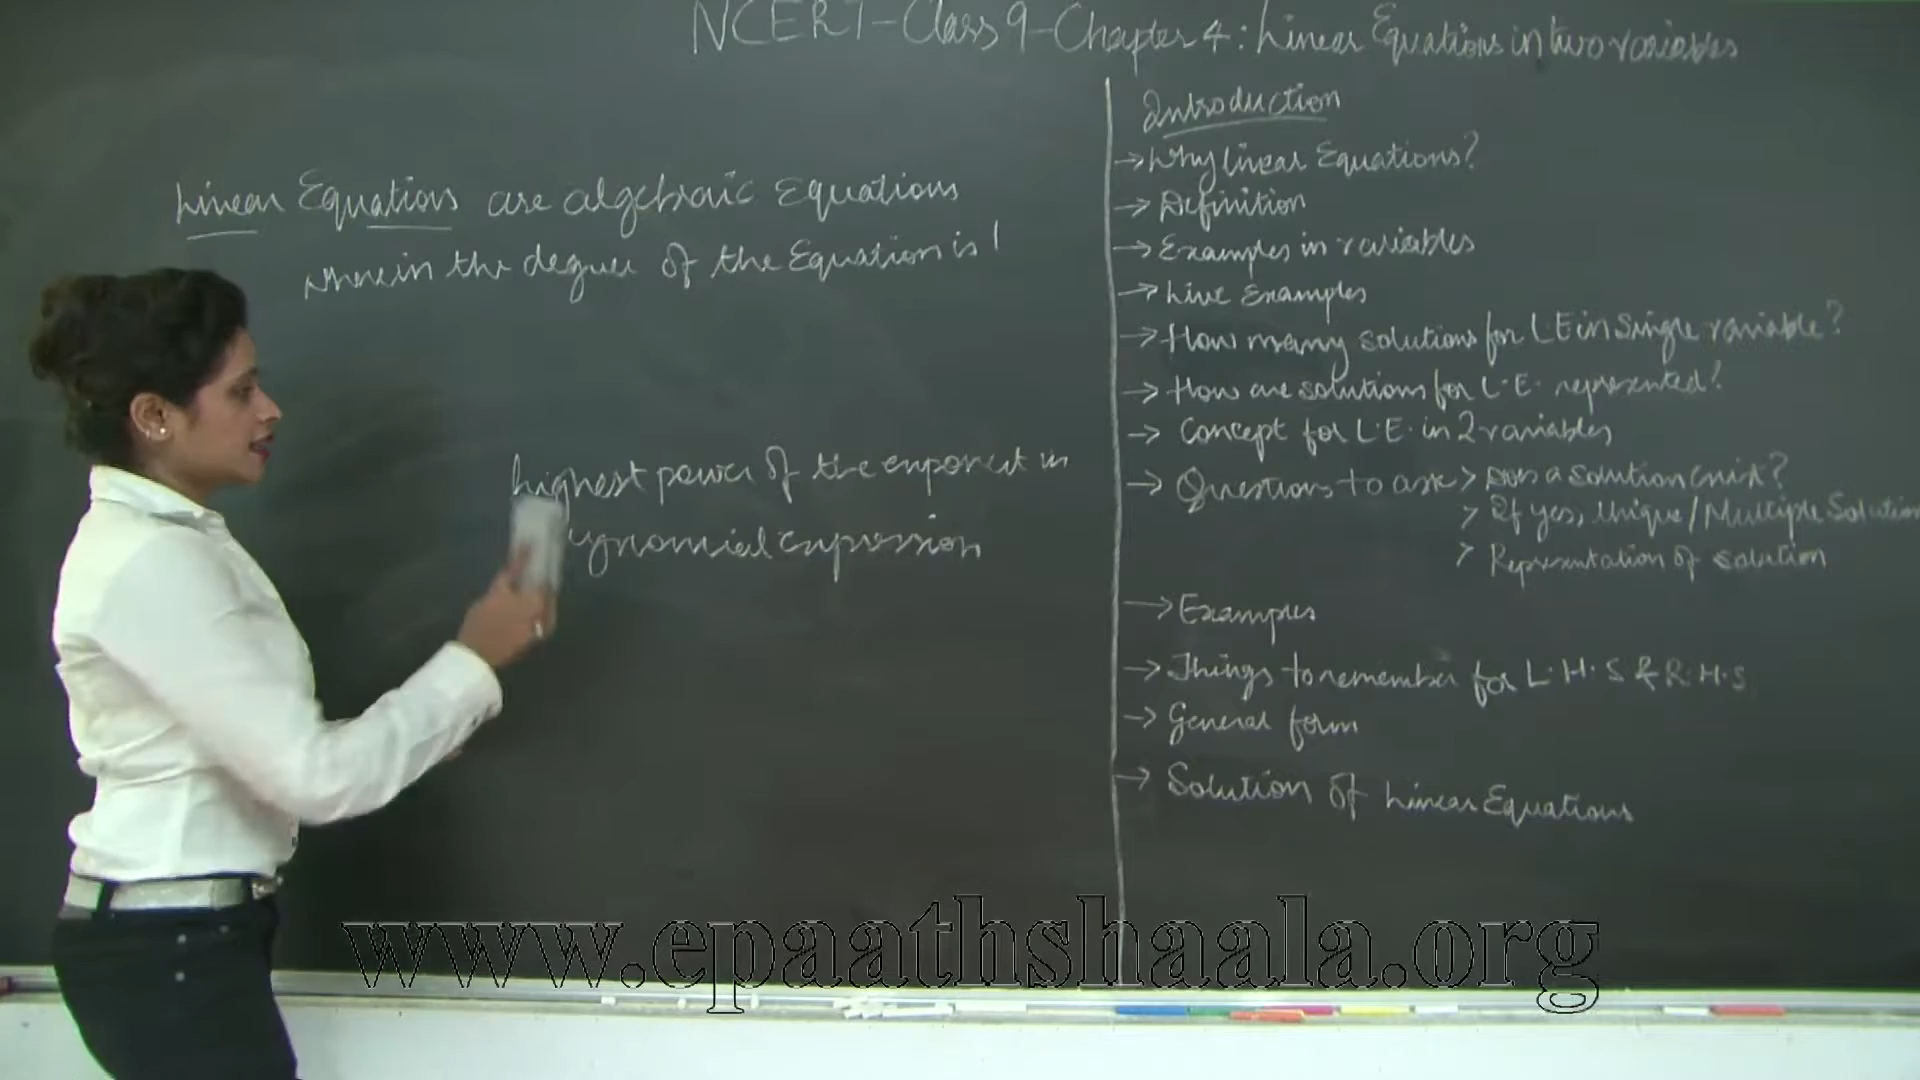 NCERT-Class 9-Chapter 4: Linear Equations in two variables
Linear Equations are algebraic Equations
wherein the degree of the Equation is 1
highest power of the exponent in
ynomial expression
Introduction
→ Why linear Equations?
→ Definition
→ Examples in variables
→ Live Examples
→ How many solutions for L.E in Single variable?
→ How are solutions for L.E. represented?
→ Concept for L.E. in 2 variables
→ Questions to ask > Does a solution exist?
> If yes, Unique/Multiple Solution
> Representation of solution
→ Examples
→ Things to remember for L.H.S & R.H.S
→ General form
→ Solution of Linear Equations
www.epaathshaala.org